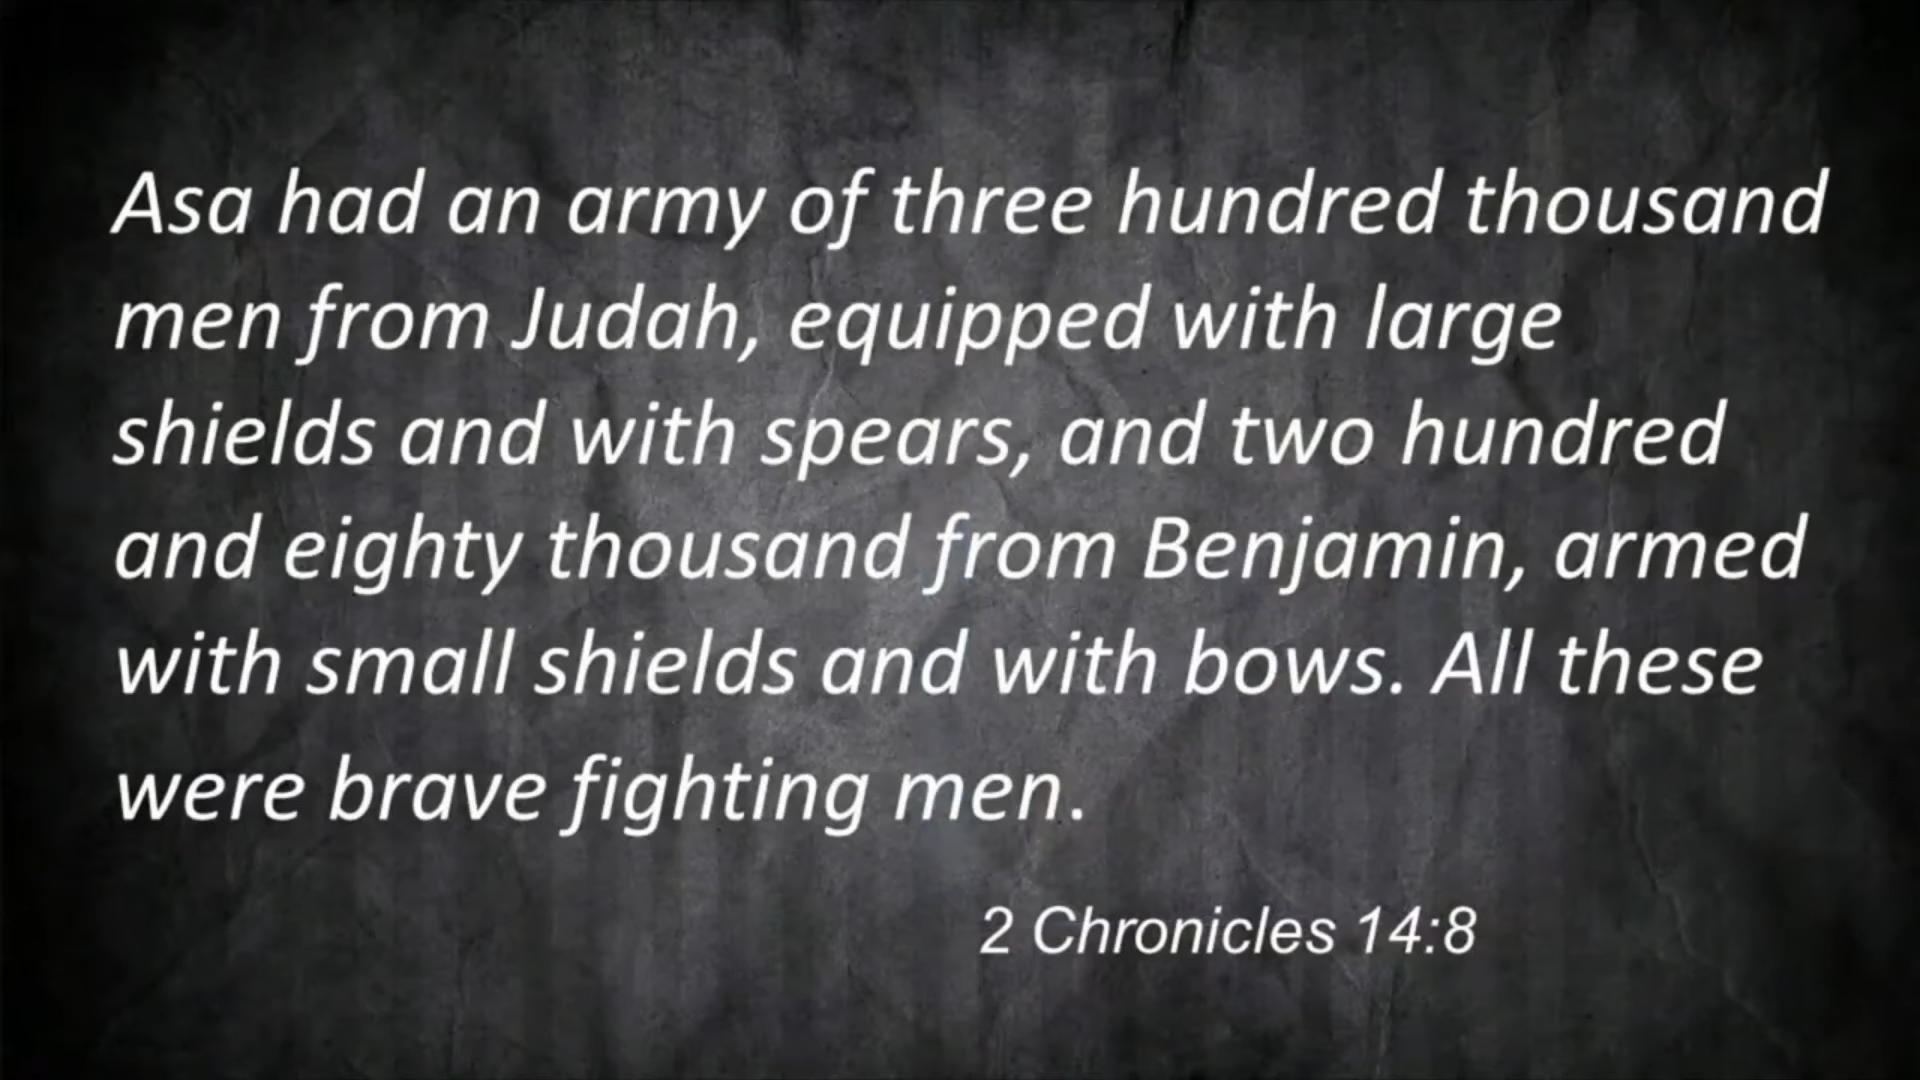 Asa had an army of three hundred thousand
men from Judah, equipped with large
shields and with spears, and two hundred
and eighty thousand from Benjamin, armed
with small shields and with bows. All these
were brave fighting men.
2 Chronicles 14:8